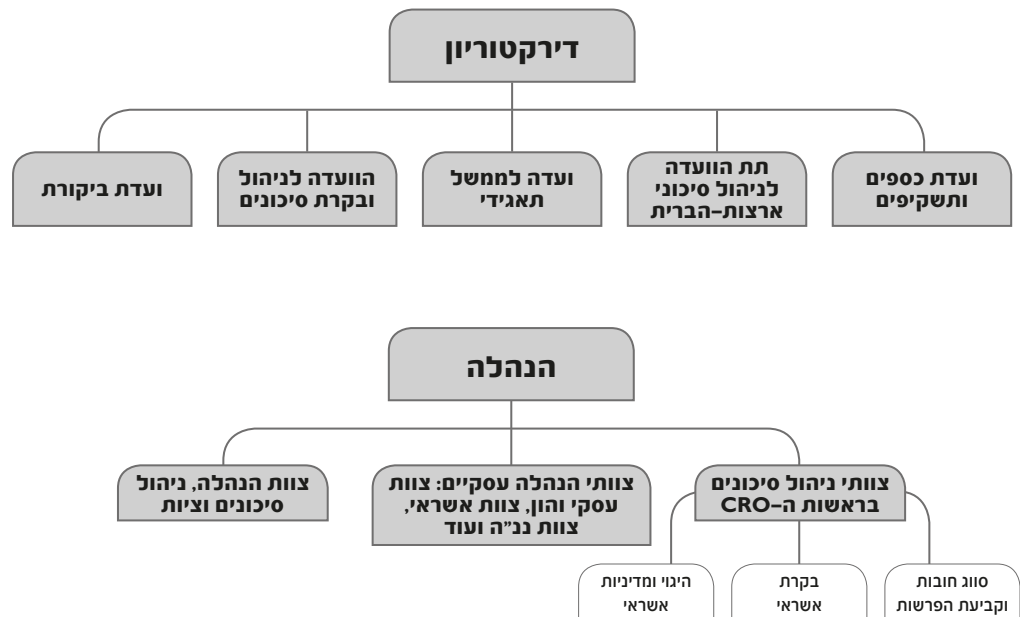 דירקטוריון
ועדת כספים
ותשקיפים
תת הוועדה
לניהול סיכוני
ארצות-הברית
ועדה לממשל
תאגידי
הוועדה לניהול
ובקרת סיכונים
ועדת ביקורת
הנהלה
צוותי ניהול סיכונים
בראשות ה-CRO
צוותי הנהלה עסקיים: צוות
עסקי והון, צוות אשראי,
צוות ננ"ה ועוד
צוות הנהלה, ניהול
סיכונים וציות
סווג חובות
וקביעת הפרשות
בקרת
אשראי
היגוי ומדיניות
אשראי